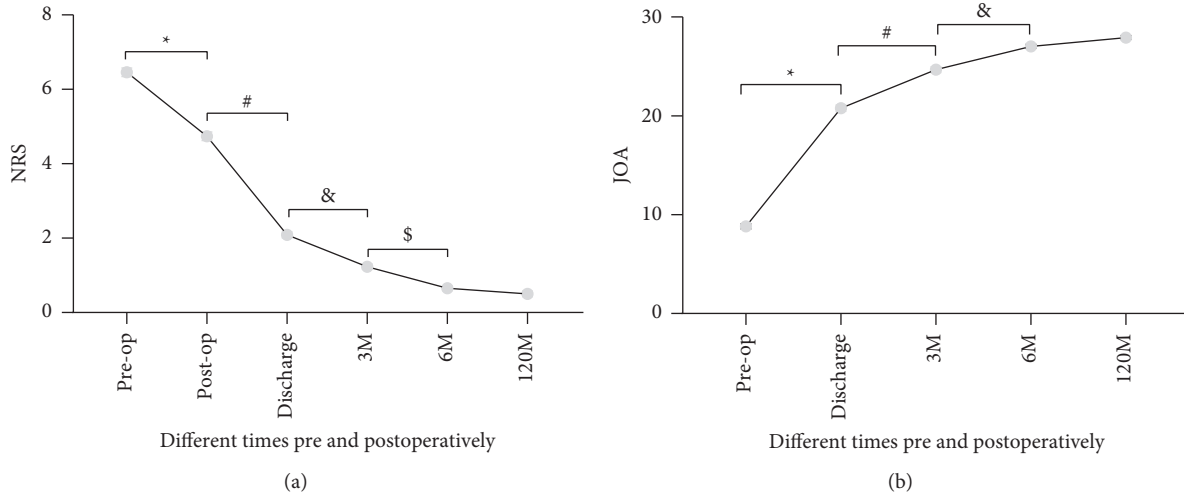 8
6
4
2
0
NRS
*
#
&
$
Pre-op
Post-op
Discharge
3M
6M
120M
Different times pre and postoperatively
(a)
30
20
10
0
JOA
*
#
&
Pre-op
Discharge
3M
6M
120M
Different times pre and postoperatively
(b)